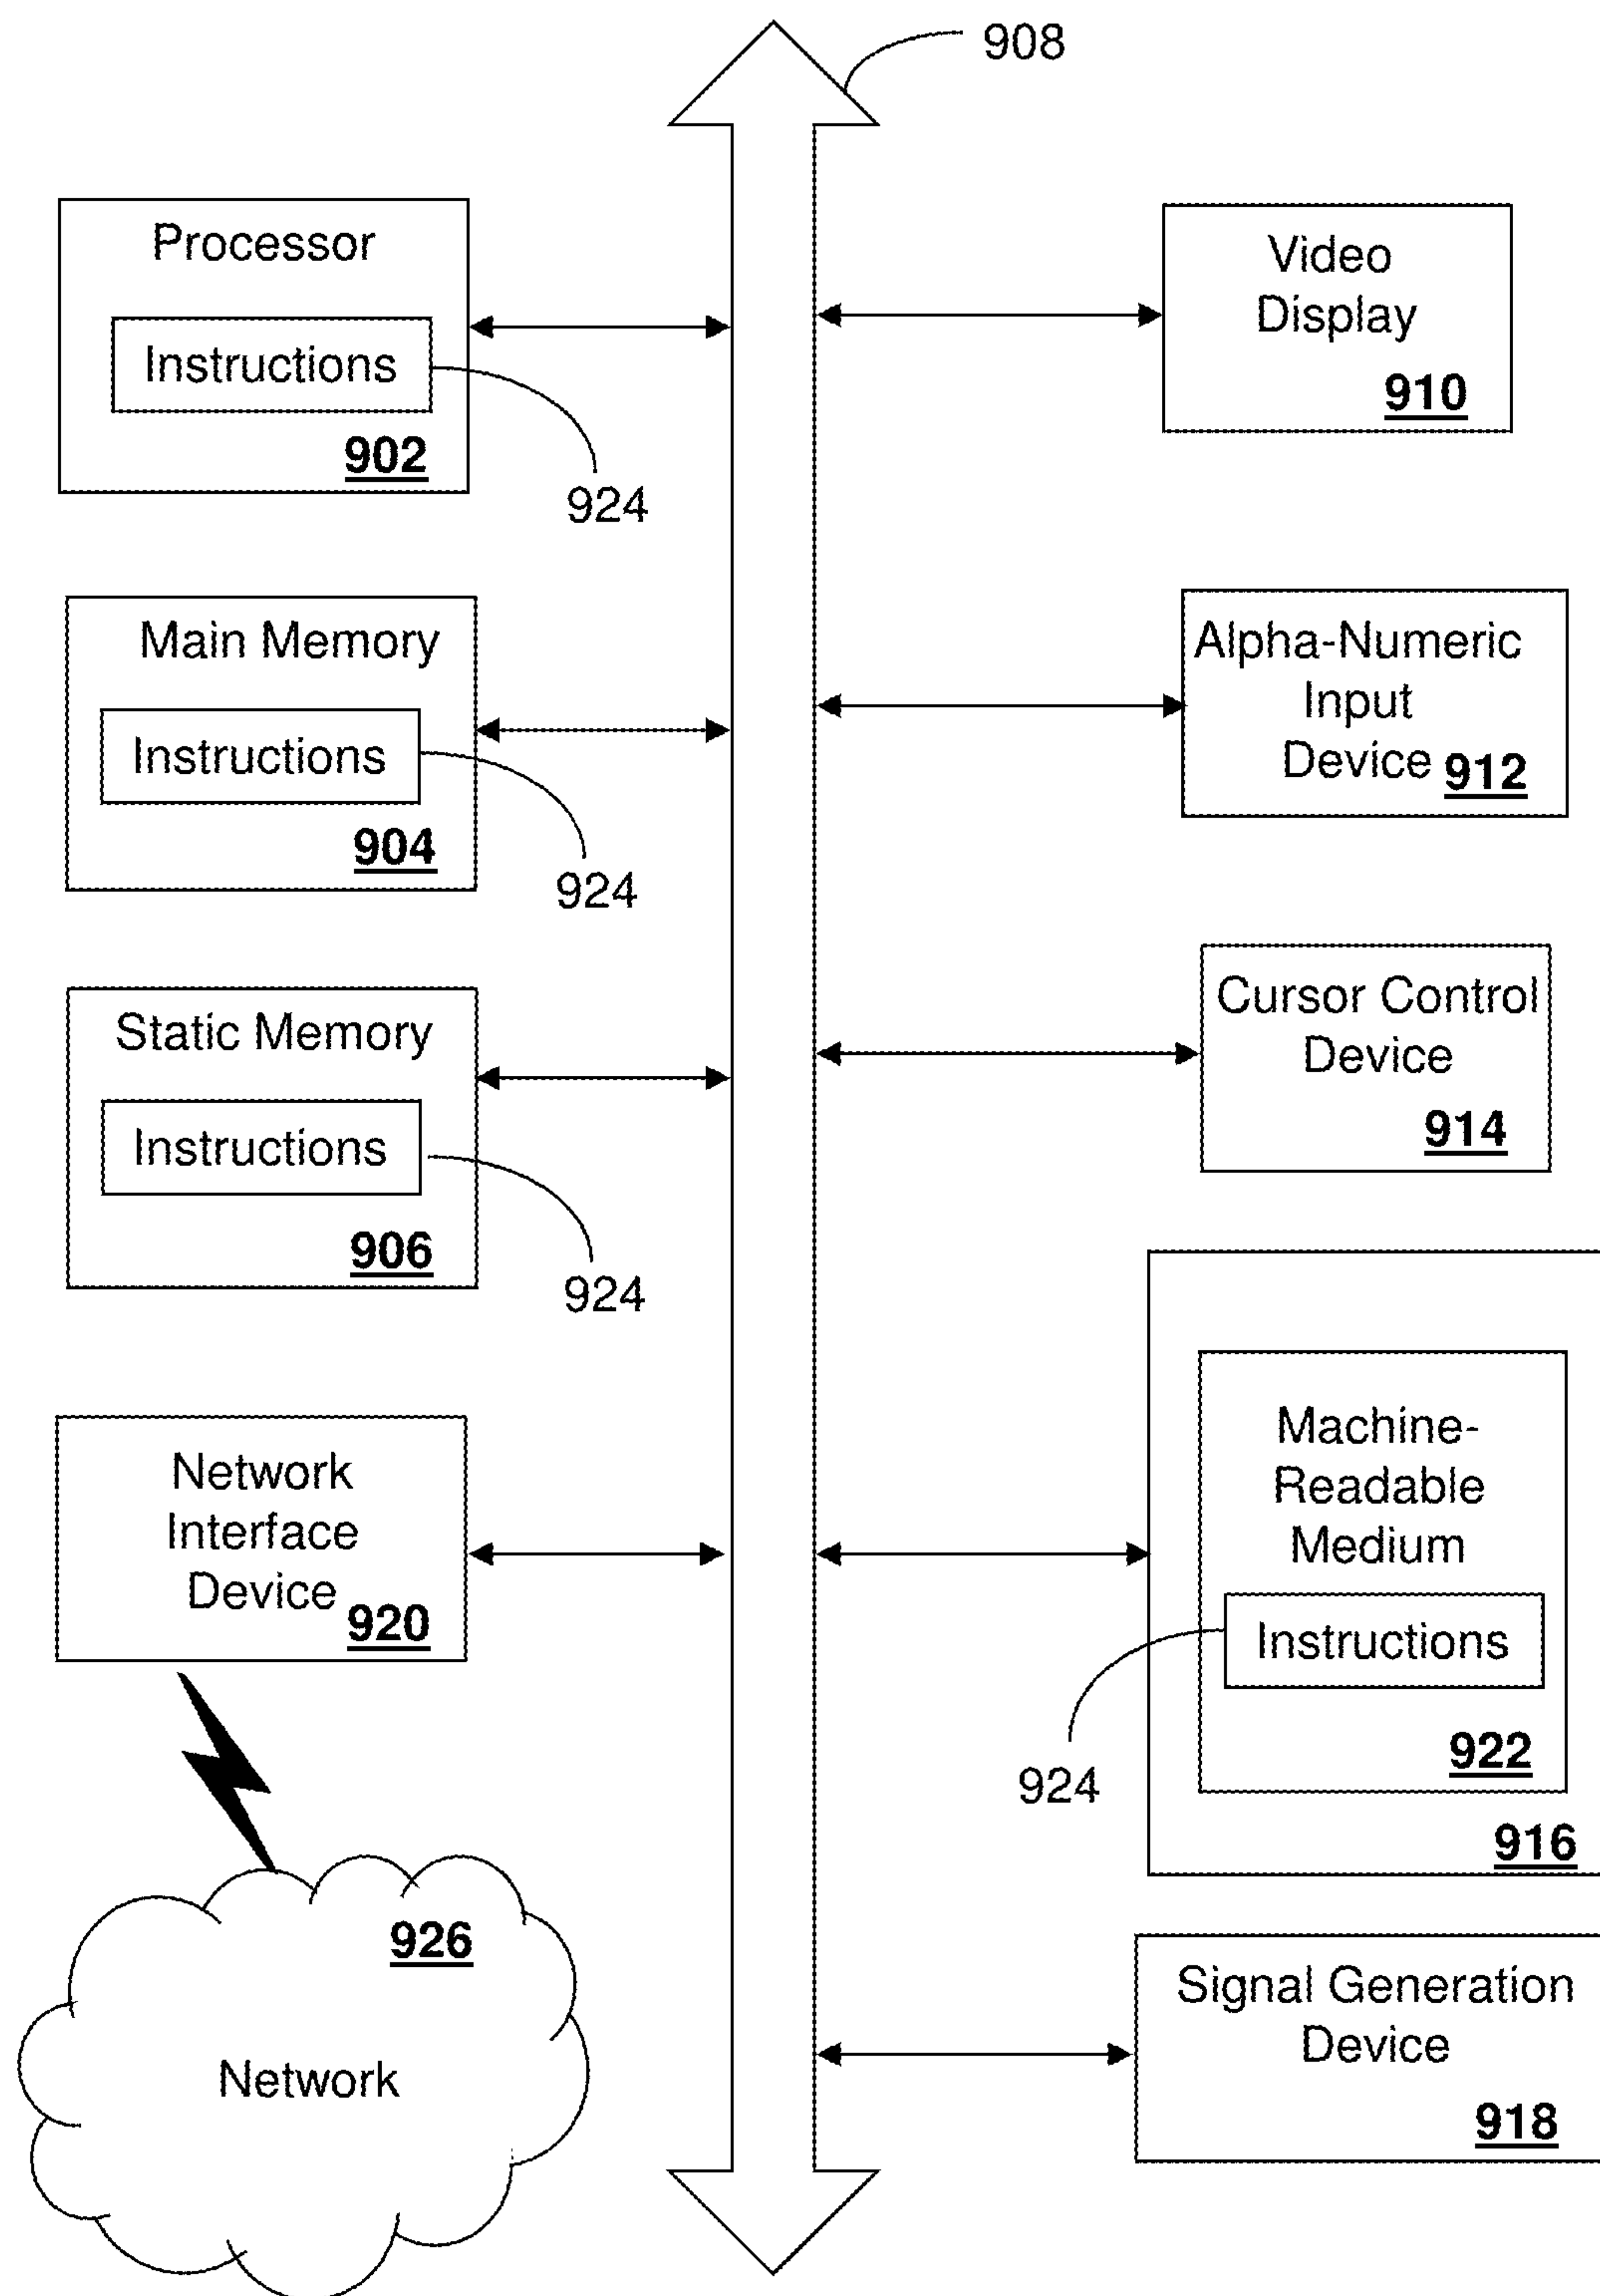 908
Processor
Instructions
902
924
Main Memory
Instructions
904
924
Static Memory
Instructions
906
924
Network
Interface
Device
920
926
Network
Video
Display
910
Alpha-Numeric
Input
Device
912
Cursor Control
Device
914
Machine-
Readable
Medium
Instructions
922
924
916
Signal Generation
Device
918